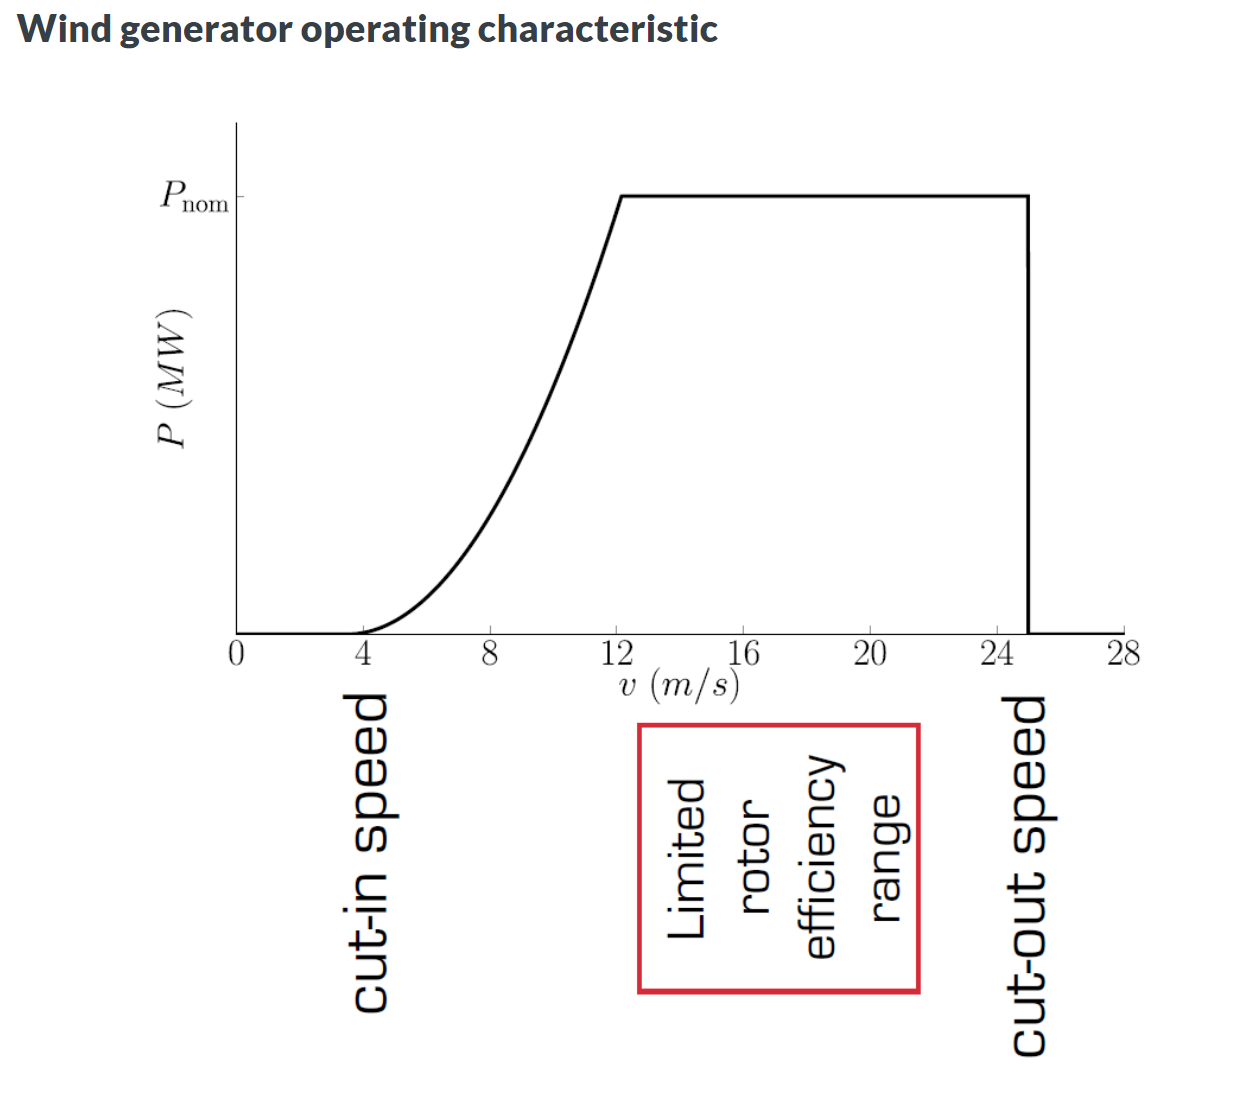 Wind generator operating characteristic
P_nom
P (MW)
0 4 8 12 16 20 24 28
v (m/s)
cut-in speed
Limited
rotor
efficiency
range
cut-out speed